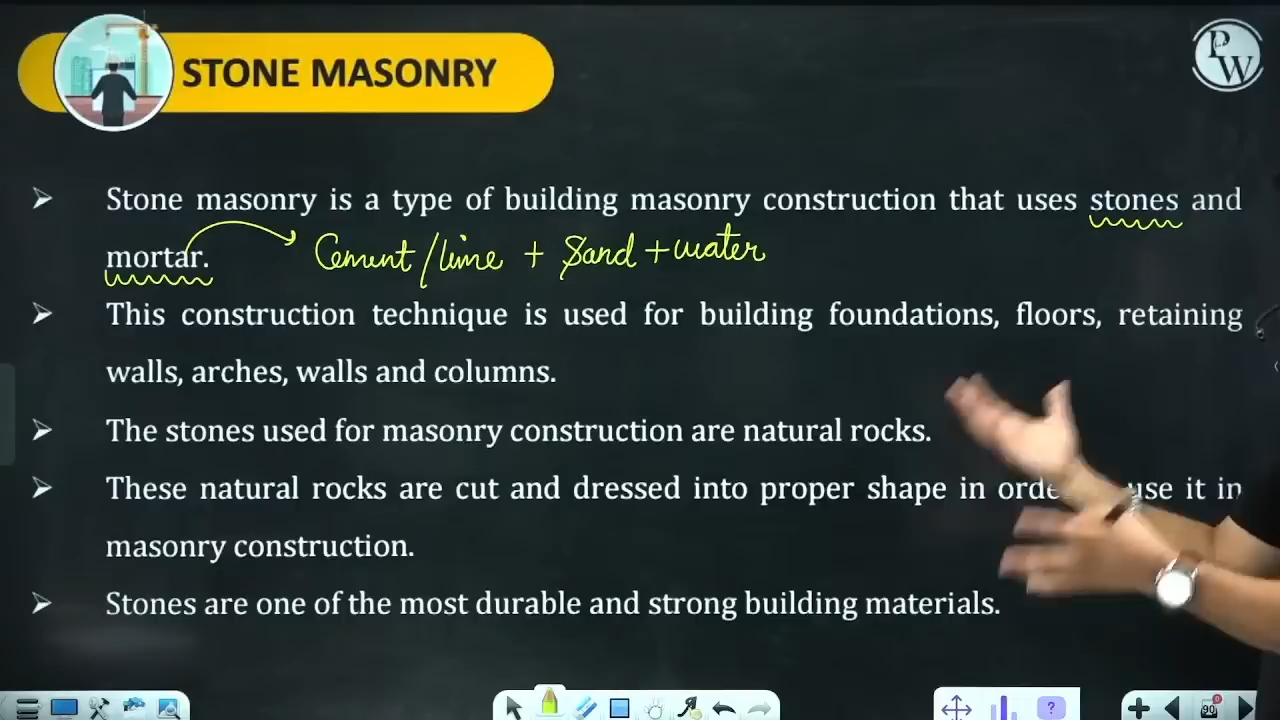 STONE MASONRY
PW
Stone masonry is a type of building masonry construction that uses stones and
mortar. Cement/lime + Sand + water
This construction technique is used for building foundations, floors, retaining
walls, arches, walls and columns.
The stones used for masonry construction are natural rocks.
These natural rocks are cut and dressed into proper shape in orde use it in
masonry construction.
Stones are one of the most durable and strong building materials.
90